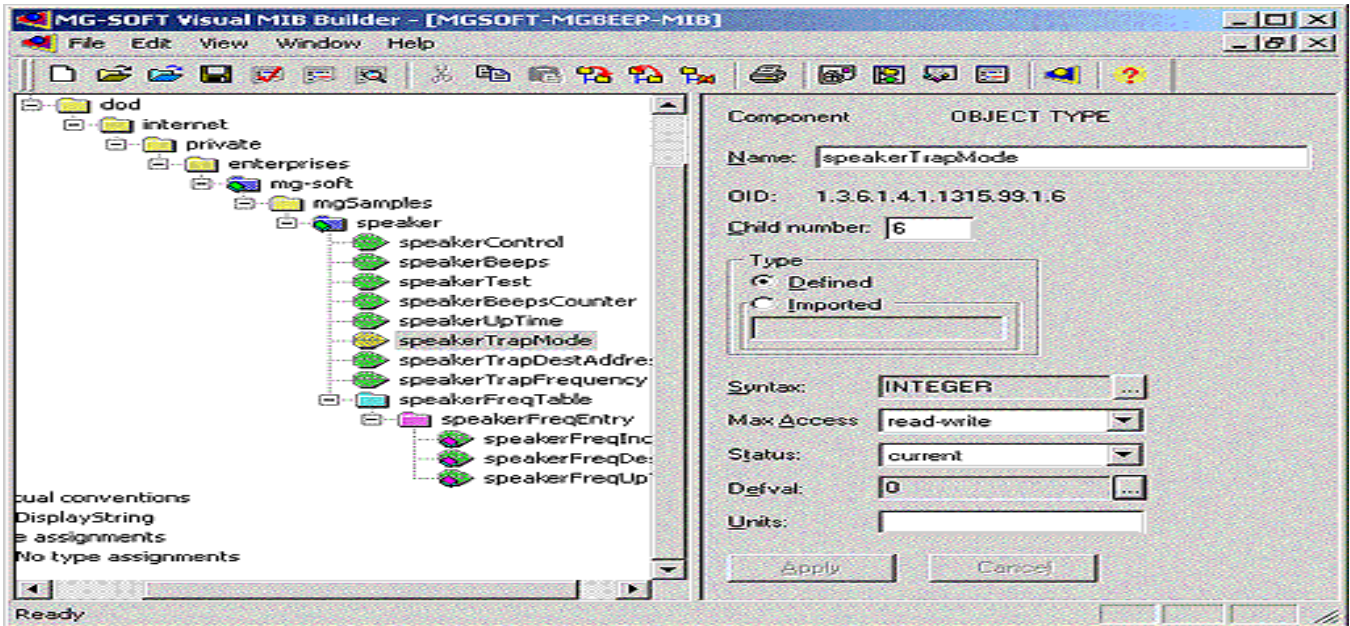 MG-SOFT Visual MIB Builder - [MGSOFT-MGBEEP-MIB]
File Edit View Window Help
dod
internet
private
enterprises
mg-soft
mgSamples
speaker
speakerControl
speakerBeeps
speakerTest
speakerBeepsCounter
speakerUpTime
speakerTrapMode
speakerTrapDestAddre
speakerTrapFrequency
speakerFreqTable
speakerFreqEntry
speakerFreqInc
speakerFreqDe
speakerFreqUp
cual conventions
DisplayString
e assignments
No type assignments
Component OBJECT TYPE
Name: speakerTrapMode
OID: 1.3.6.1.4.1.1315.99.1.6
Child number: 6
Type
Defined
Imported
Syntax: INTEGER ...
Max Access read-write
Status: current
Defval: 0 ...
Units:
Apply Cancel
Ready